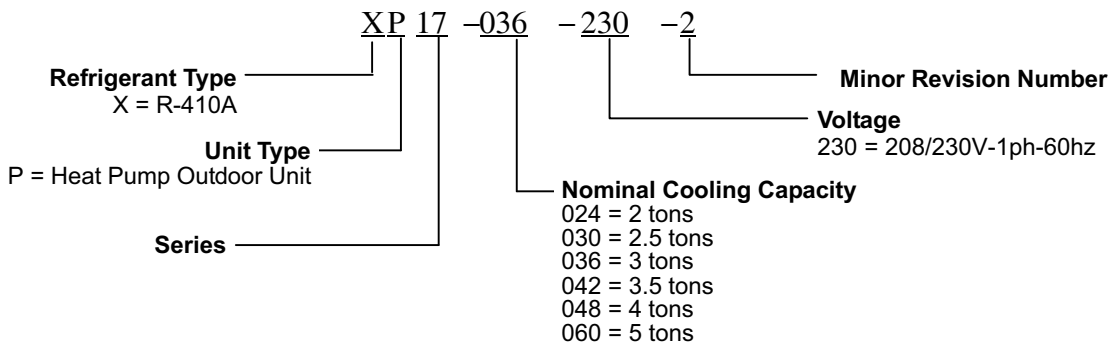 XP17 –036 –230 –2
Refrigerant Type
X = R-410A
Unit Type
P = Heat Pump Outdoor Unit
Series
Minor Revision Number
Voltage
230 = 208/230V-1ph-60hz
Nominal Cooling Capacity
024 = 2 tons
030 = 2.5 tons
036 = 3 tons
042 = 3.5 tons
048 = 4 tons
060 = 5 tons